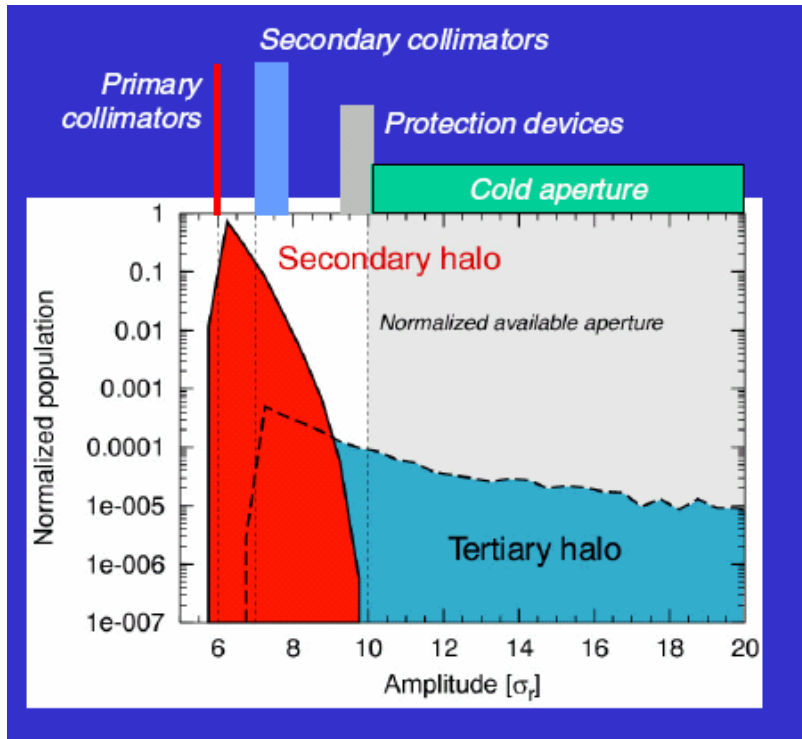 Secondary collimators
Primary
collimators
Protection devices
Cold aperture
1
0.1
0.01
0.001
0.0001
1e-005
1e-006
1e-007
Normalized population
Secondary halo
Normalized available aperture
Tertiary halo
6 8 10 12 14 16 18 20
Amplitude [σr]